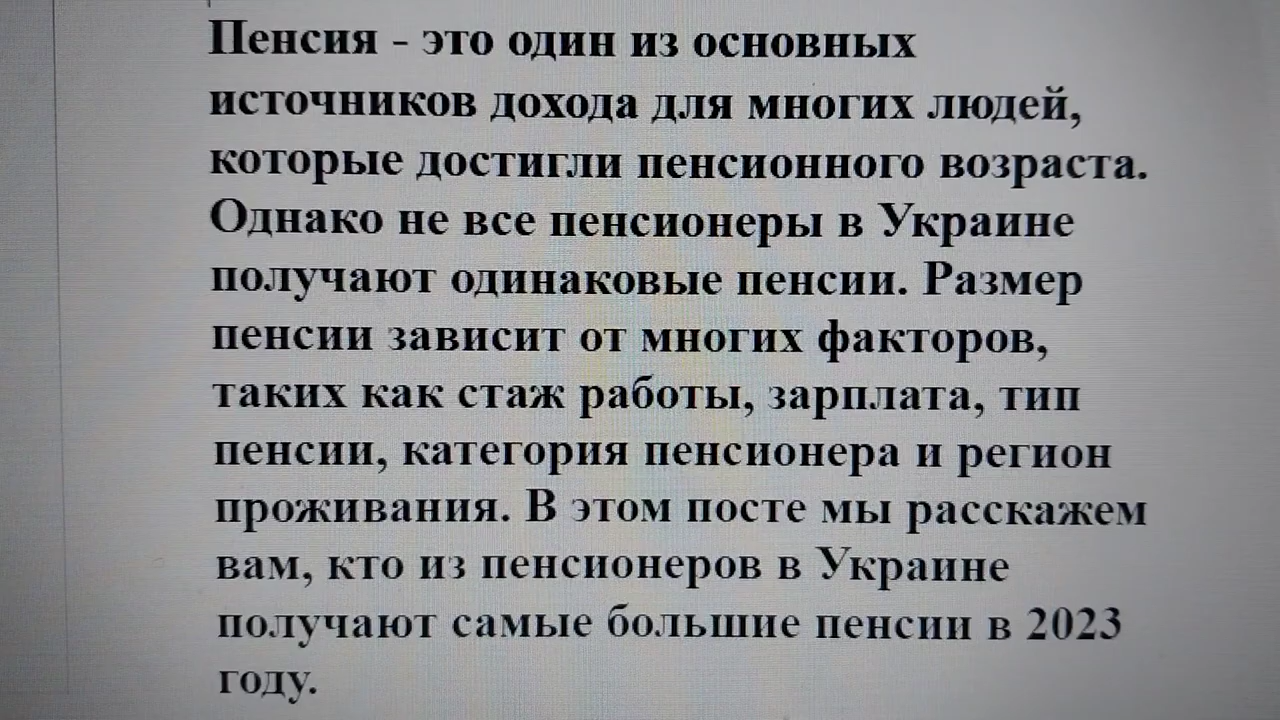 Пенсия - это один из основных
источников дохода для многих людей,
которые достигли пенсионного возраста.
Однако не все пенсионеры в Украине
получают одинаковые пенсии. Размер
пенсии зависит от многих факторов,
таких как стаж работы, зарплата, тип
пенсии, категория пенсионера и регион
проживания. В этом посте мы расскажем
вам, кто из пенсионеров в Украине
получают самые большие пенсии в 2023
году.